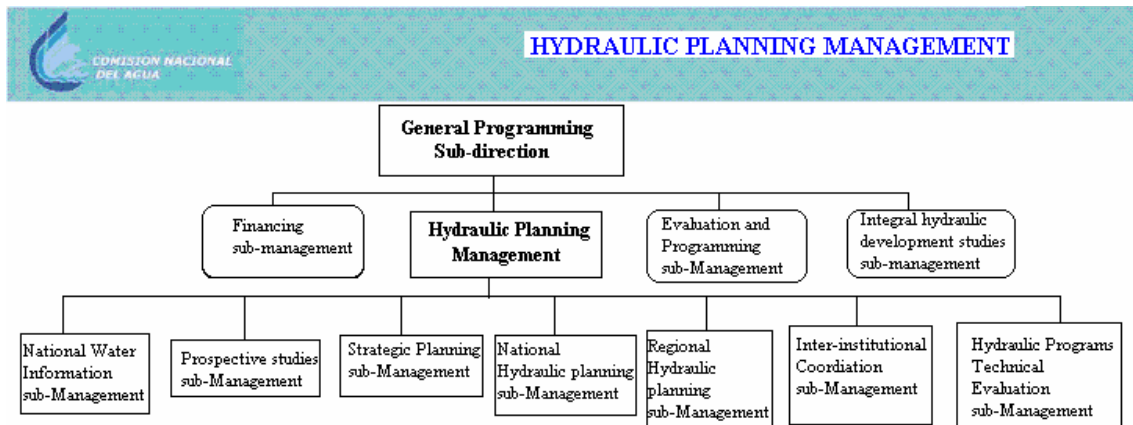 COMISION NACIONAL
DEL AGUA
HYDRAULIC PLANNING MANAGEMENT
General Programming
Sub-direction
Financing
sub-management
Hydraulic Planning
Management
Evaluation and
Programming
sub-Management
Integral hydraulic
development studies
sub-management
National Water
Information
sub-Management
Prospective studies
sub-Management
Strategic Planning
sub-Management
National
Hydraulic planning
sub-Management
Regional
Hydraulic
planning
sub-Management
Inter-institutional
Coordiation
sub-Management
Hydraulic Programs
Technical
Evaluation
sub-Management